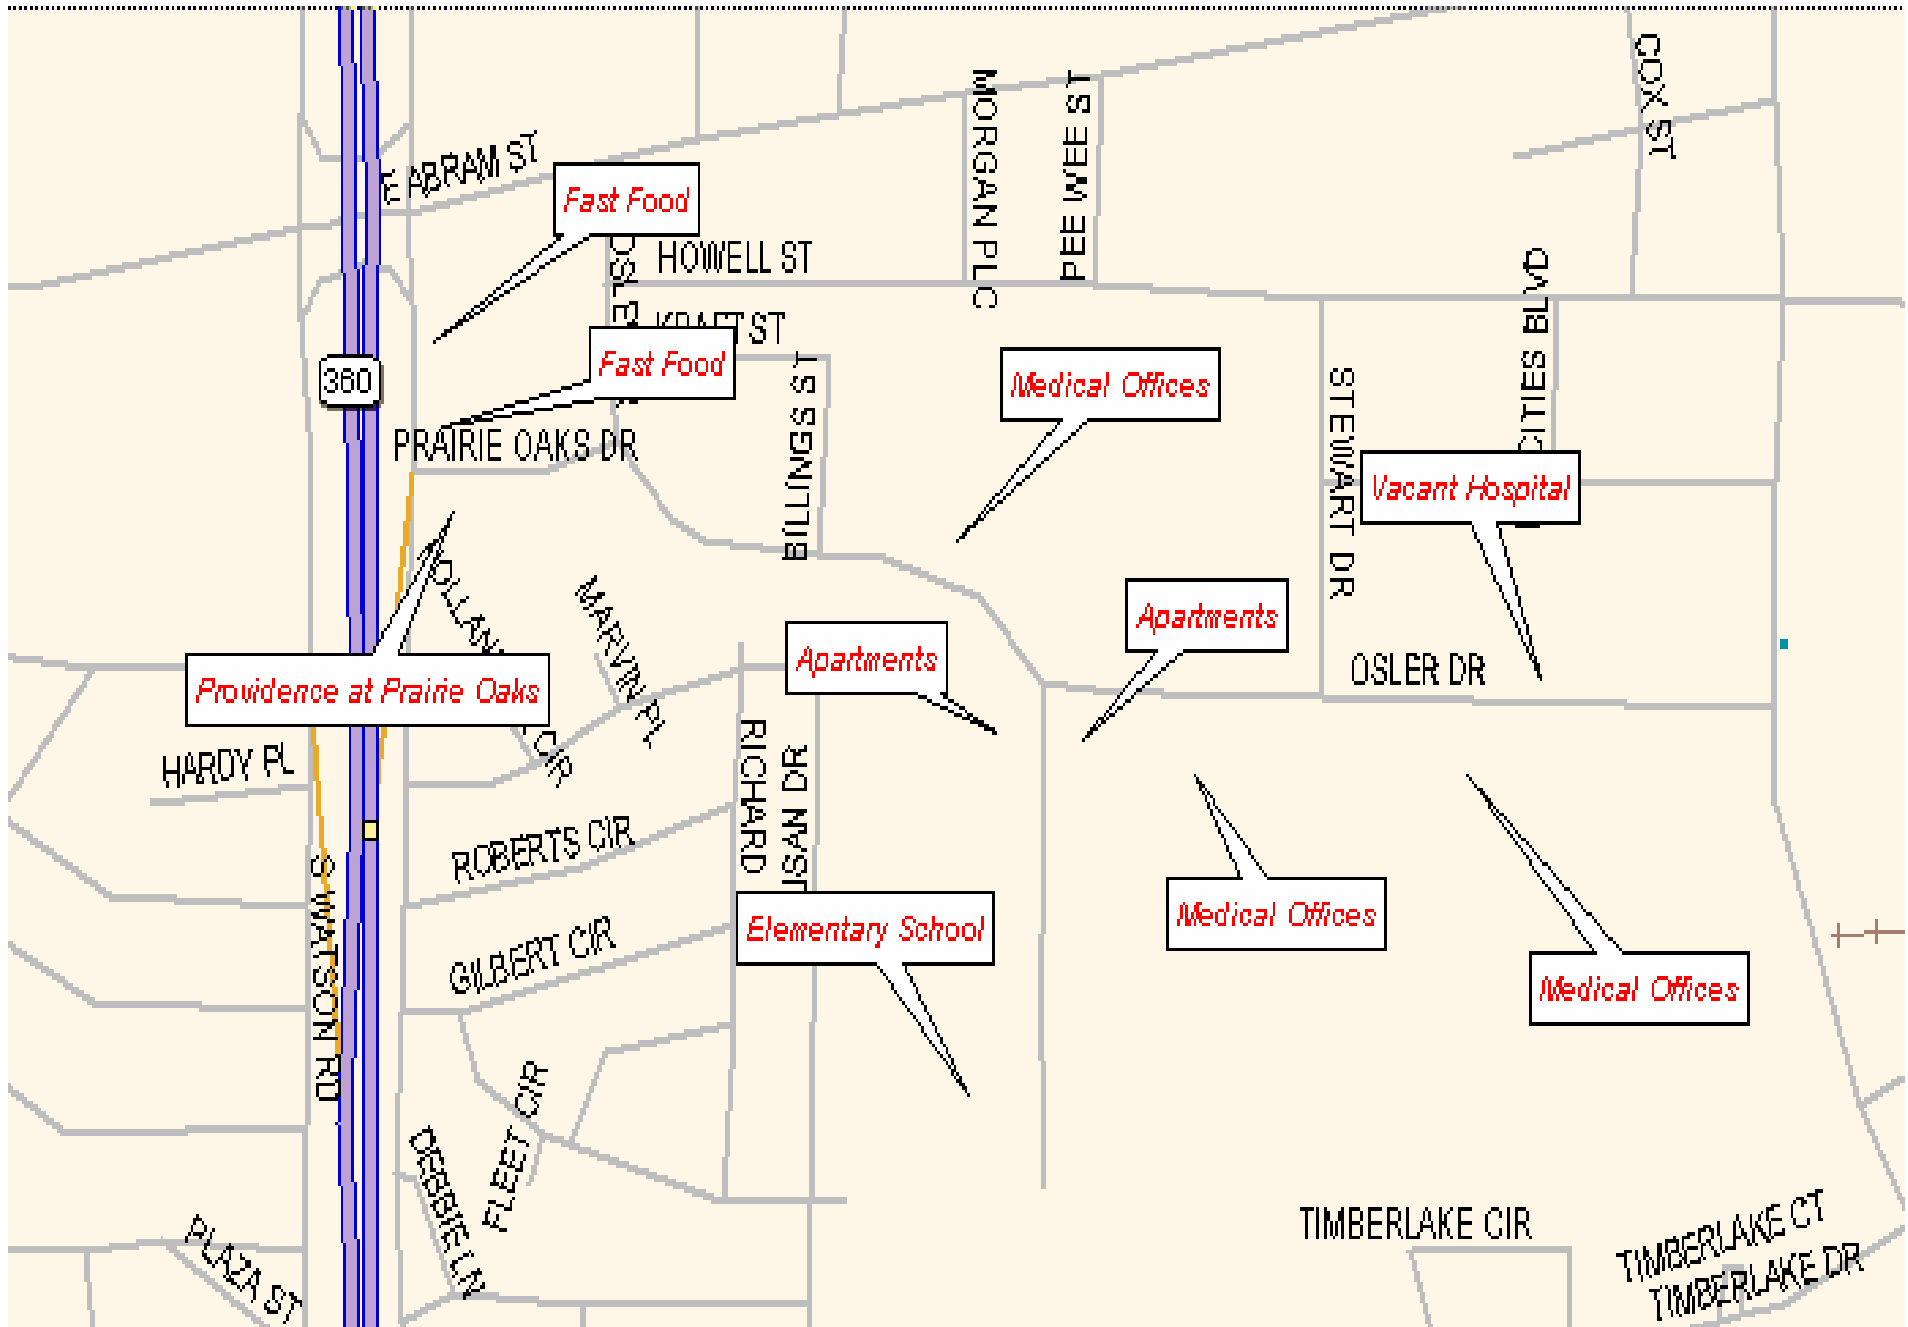 COX ST
E ABRAM ST
MORGAN PLC
PEE WEE ST
Fast Food
HOWELL ST
CITIES BLVD
ST
Fast Food
360
Medical Offices
BILLINGS ST
STEWART DR
PRAIRIE OAKS DR
Vacant Hospital
MARVIN PL
Apartments
Apartments
OSLER DR
Providence at Prairie Oaks
CIR
HARDY PL
RICHARD
DR
ROBERTS CIR
S WATSON RD
Elementary School
Medical Offices
GILBERT CIR
Medical Offices
FLEET CIR
DEBBIE LN
PLAZA ST
TIMBERLAKE CIR
TIMBERLAKE CT
TIMBERLAKE DR